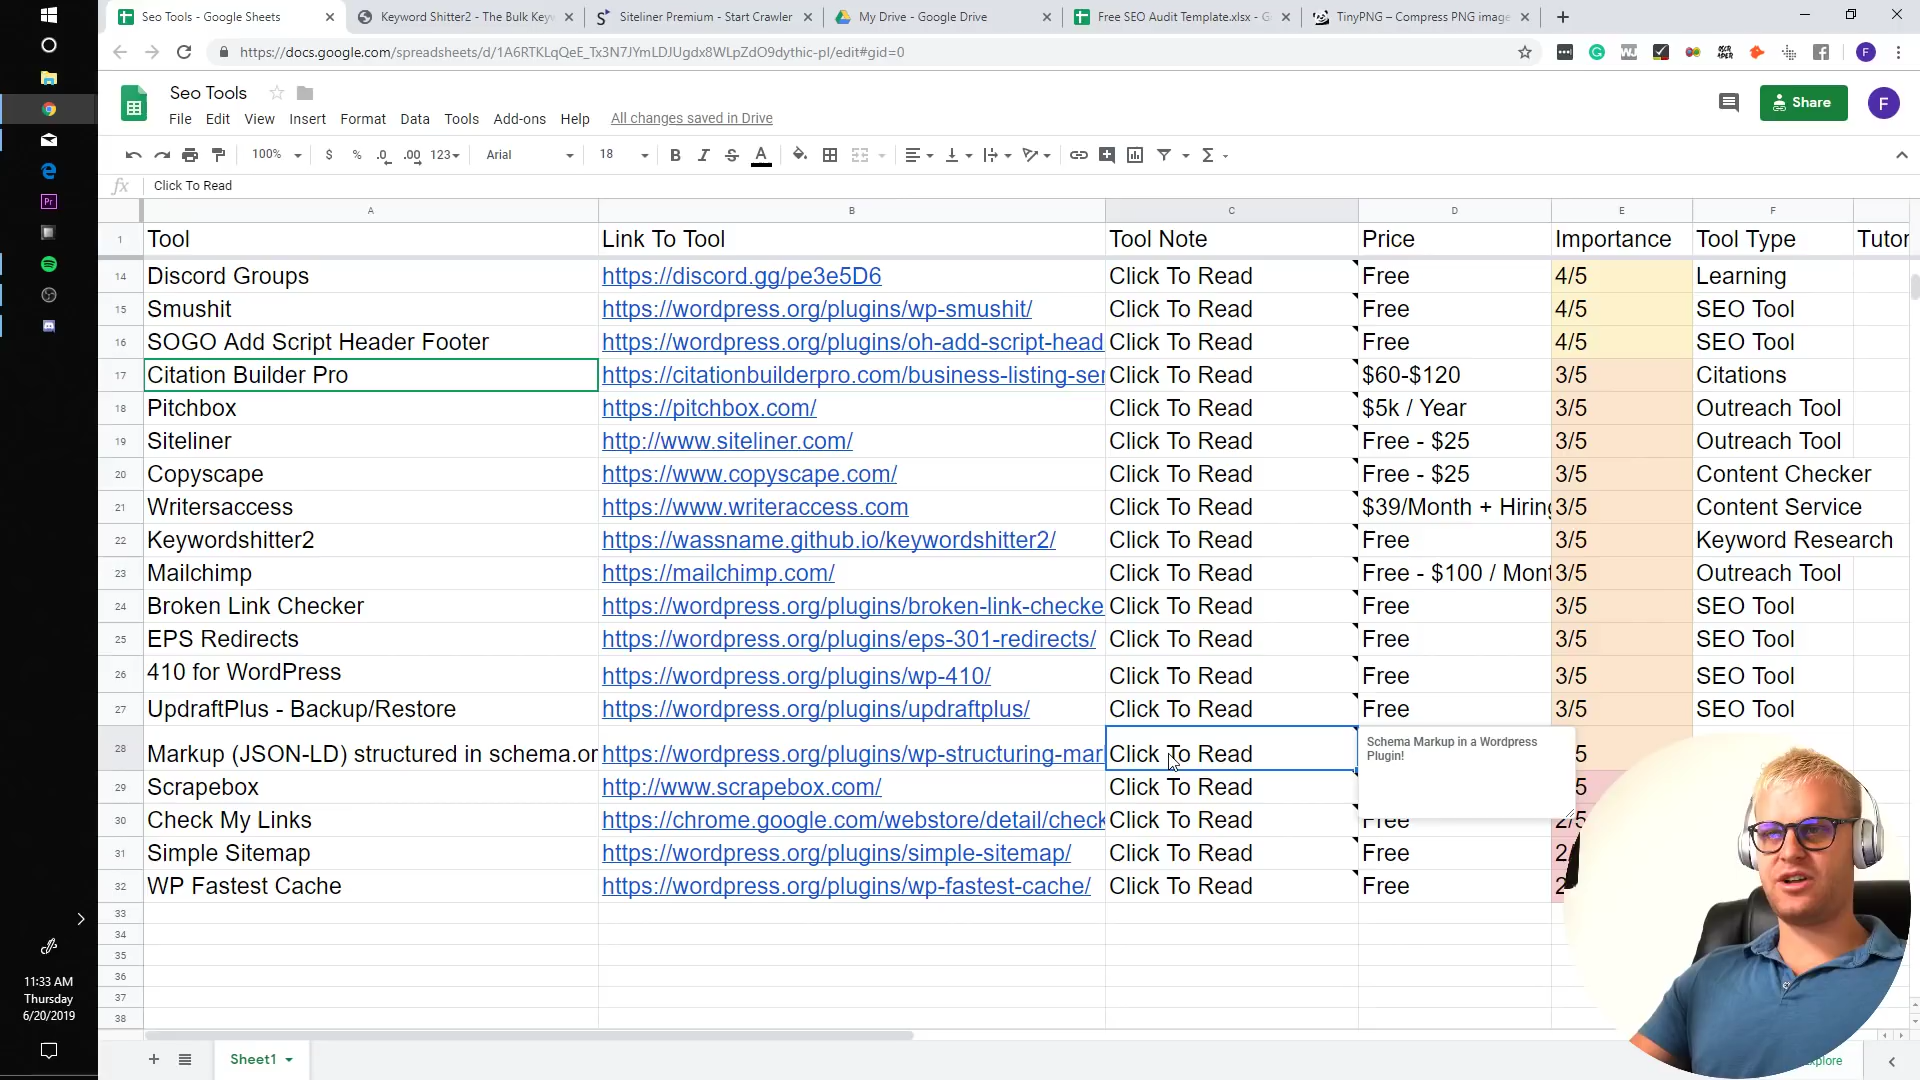 Seo Tools - Google Sheets
Keyword Shitter2 - The Bulk Key
Siteliner Premium - Start Crawler
My Drive - Google Drive
Free SEO Audit Template.xlsx - G
TinyPNG – Compress PNG image
https://docs.google.com/spreadsheets/d/1A6RTKLqQeE_Tx3N7JYmLDJUgdx8WLpZdO9dythic-pI/edit#gid=0
Seo Tools
File Edit View Insert Format Data Tools Add-ons Help All changes saved in Drive
Share
F
100% $ % .0 .00 123 Arial 18 B I S A
fx Click To Read
A B C D E F
1 Tool Link To Tool Tool Note Price Importance Tool Type Tutor
14 Discord Groups https://discord.gg/pe3e5D6 Click To Read Free 4/5 Learning
15 Smushit https://wordpress.org/plugins/wp-smushit/ Click To Read Free 4/5 SEO Tool
16 SOGO Add Script Header Footer https://wordpress.org/plugins/oh-add-script-head Click To Read Free 4/5 SEO Tool
17 Citation Builder Pro https://citationbuilderpro.com/business-listing-ser Click To Read $60-$120 3/5 Citations
18 Pitchbox https://pitchbox.com/ Click To Read $5k / Year 3/5 Outreach Tool
19 Siteliner http://www.siteliner.com/ Click To Read Free - $25 3/5 Outreach Tool
20 Copyscape https://www.copyscape.com/ Click To Read Free - $25 3/5 Content Checker
21 Writersaccess https://www.writeraccess.com Click To Read $39/Month + Hiring 3/5 Content Service
22 Keywordshitter2 https://wassname.github.io/keywordshitter2/ Click To Read Free 3/5 Keyword Research
23 Mailchimp https://mailchimp.com/ Click To Read Free - $100 / Mont 3/5 Outreach Tool
24 Broken Link Checker https://wordpress.org/plugins/broken-link-checke Click To Read Free 3/5 SEO Tool
25 EPS Redirects https://wordpress.org/plugins/eps-301-redirects/ Click To Read Free 3/5 SEO Tool
26 410 for WordPress https://wordpress.org/plugins/wp-410/ Click To Read Free 3/5 SEO Tool
27 UpdraftPlus - Backup/Restore https://wordpress.org/plugins/updraftplus/ Click To Read Free 3/5 SEO Tool
28 Markup (JSON-LD) structured in schema.or https://wordpress.org/plugins/wp-structuring-mar Click To Read 5
Schema Markup in a Wordpress
Plugin!
29 Scrapebox http://www.scrapebox.com/ Click To Read 5
30 Check My Links https://chrome.google.com/webstore/detail/check Click To Read Free 2/5
31 Simple Sitemap https://wordpress.org/plugins/simple-sitemap/ Click To Read Free 2/
32 WP Fastest Cache https://wordpress.org/plugins/wp-fastest-cache/ Click To Read Free 2
33
34
35
36
37
38
Sheet1
xplore
Pr
11:33 AM
Thursday
6/20/2019